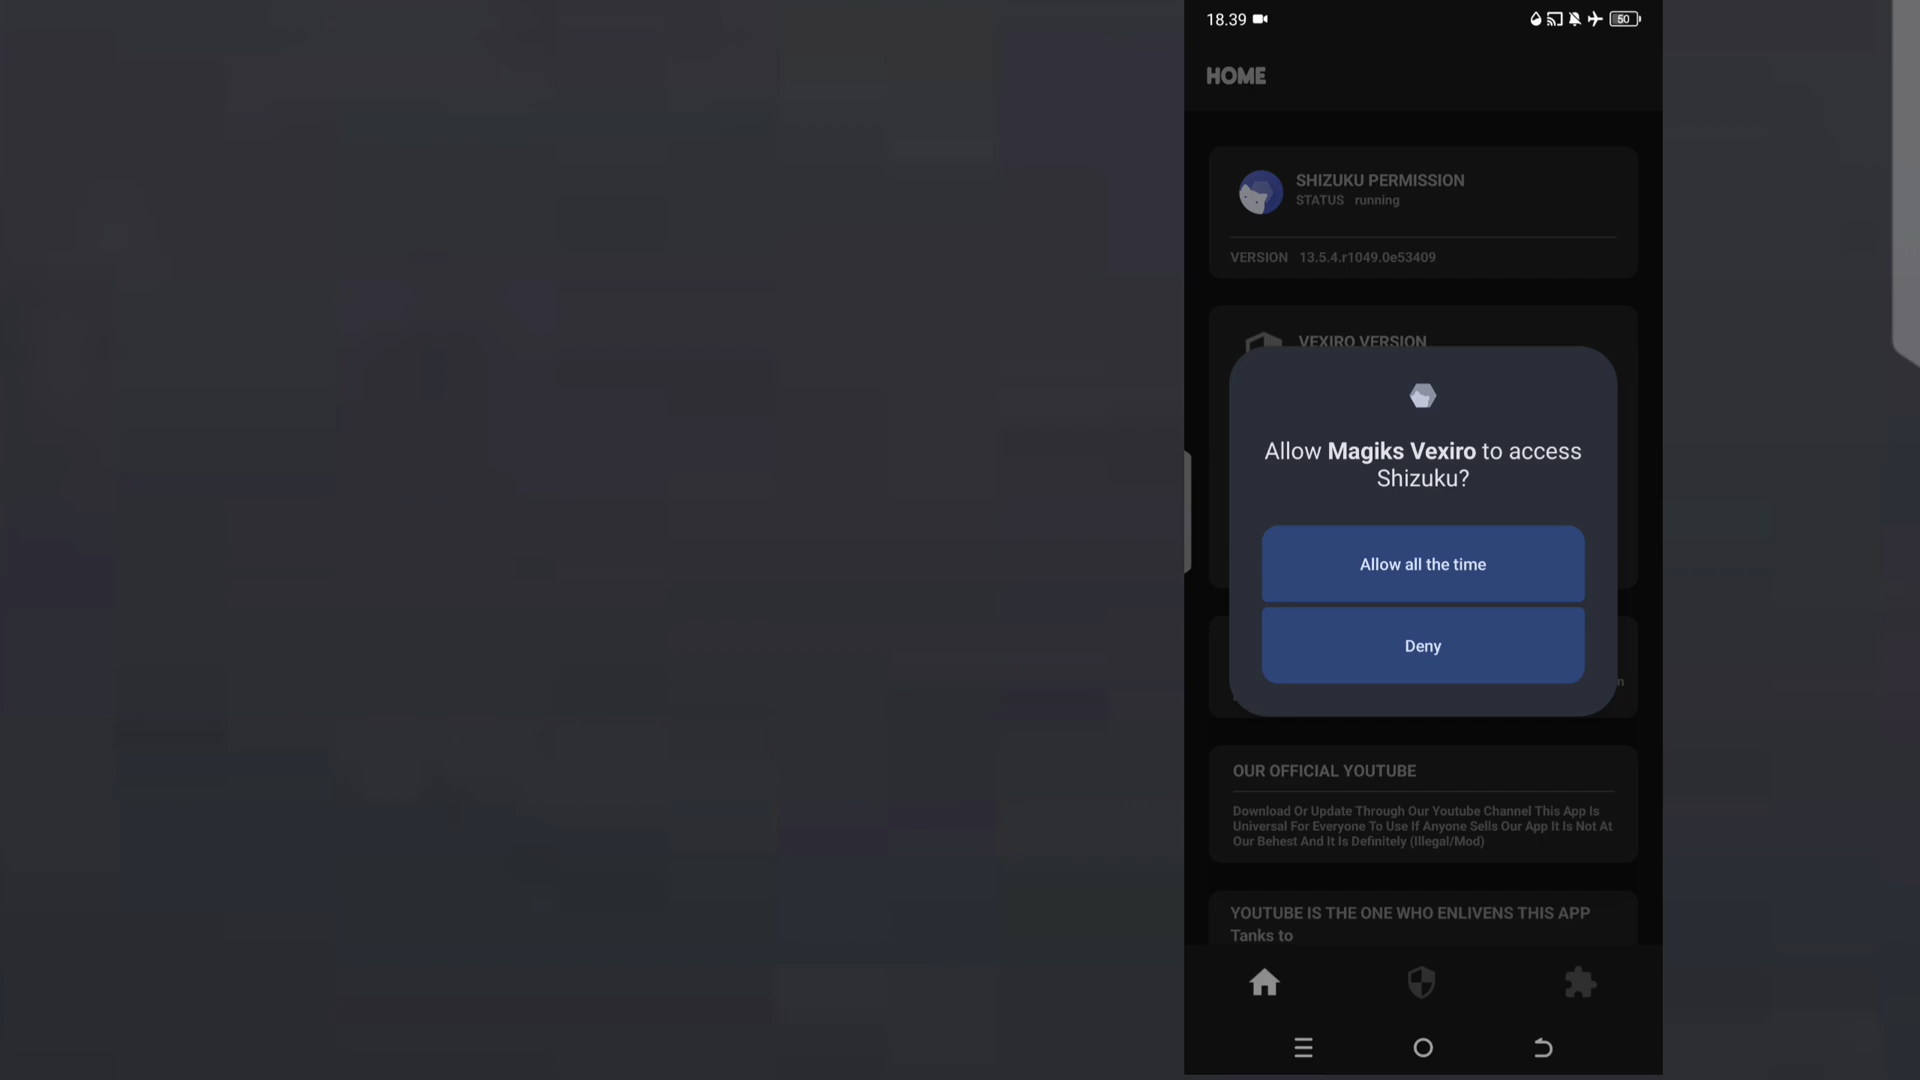 18.39
50
HOME
SHIZUKU PERMISSION
STATUS running
VERSION 13.5.4.r1049.0e53409
VEXIRO VERSION
Allow Magiks Vexiro to access
Shizuku?
Allow all the time
Deny
n
OUR OFFICIAL YOUTUBE
Download Or Update Through Our Youtube Channel This App Is
Universal For Everyone To Use If Anyone Sells Our App It Is Not At
Our Behest And It Is Definitely (Illegal/Mod)
YOUTUBE IS THE ONE WHO ENLIVENS THIS APP
Tanks to